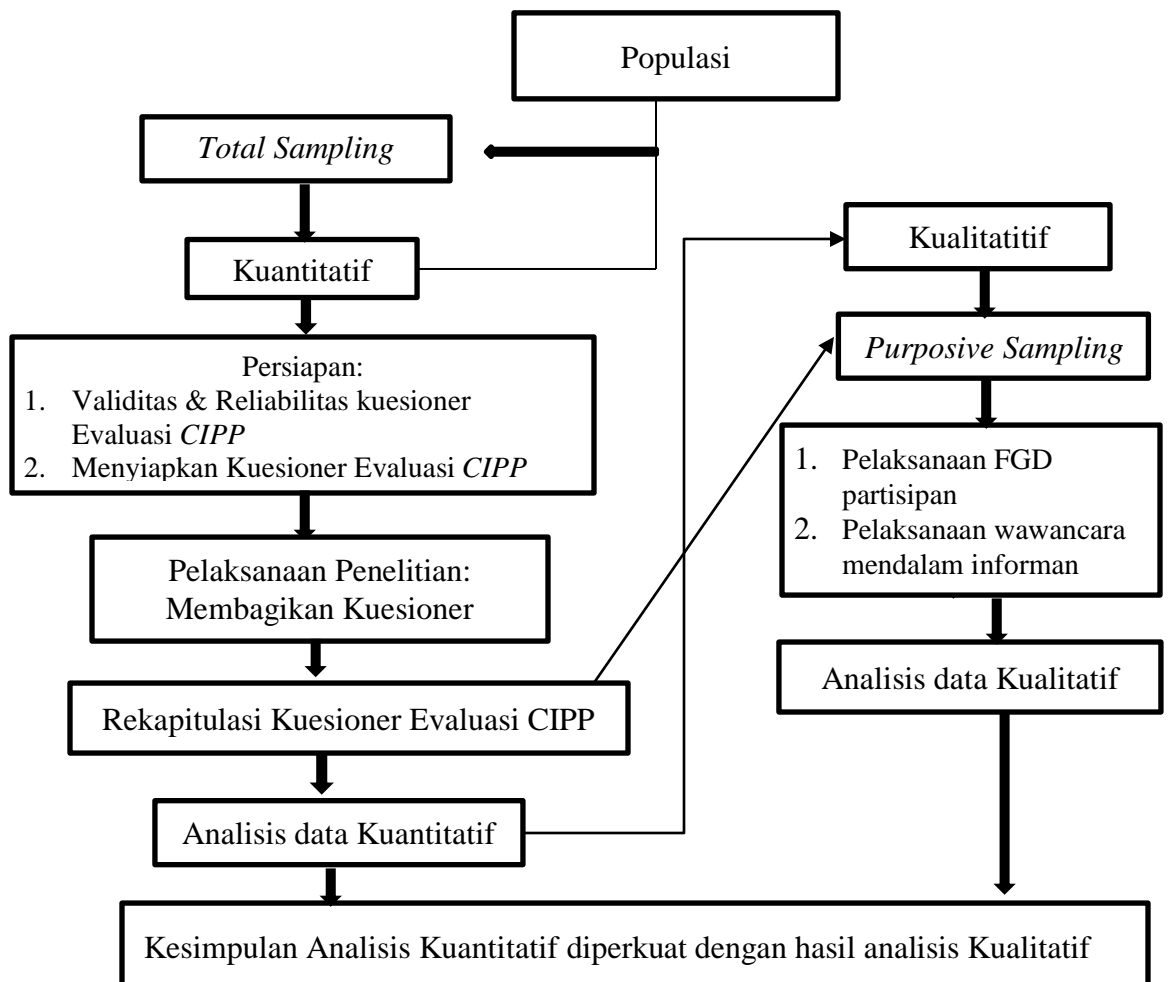 Populasi
Total Sampling
Kuantitatif
Persiapan:
1. Validitas & Reliabilitas kuesioner
Evaluasi CIPP
2. Menyiapkan Kuesioner Evaluasi CIPP
Pelaksanaan Penelitian:
Membagikan Kuesioner
Rekapitulasi Kuesioner Evaluasi CIPP
Analisis data Kuantitatif
Kualitatitif
Purposive Sampling
1. Pelaksanaan FGD
partisipan
2. Pelaksanaan wawancara
mendalam informan
Analisis data Kualitatif
Kesimpulan Analisis Kuantitatif diperkuat dengan hasil analisis Kualitatif